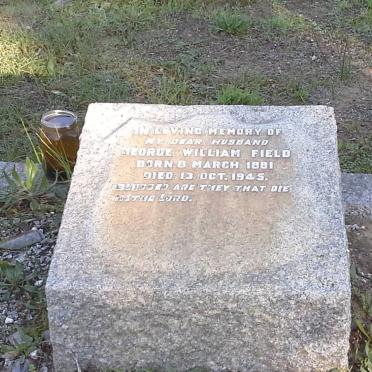 IN LOVING MEMORY OF
MY DEAR HUSBAND
GEORGE WILLIAM FIELD
BORN 8 MARCH 1881
DIED 13 OCT. 1945.
BLESSED ARE THEY THAT DIE
IN THE LORD.